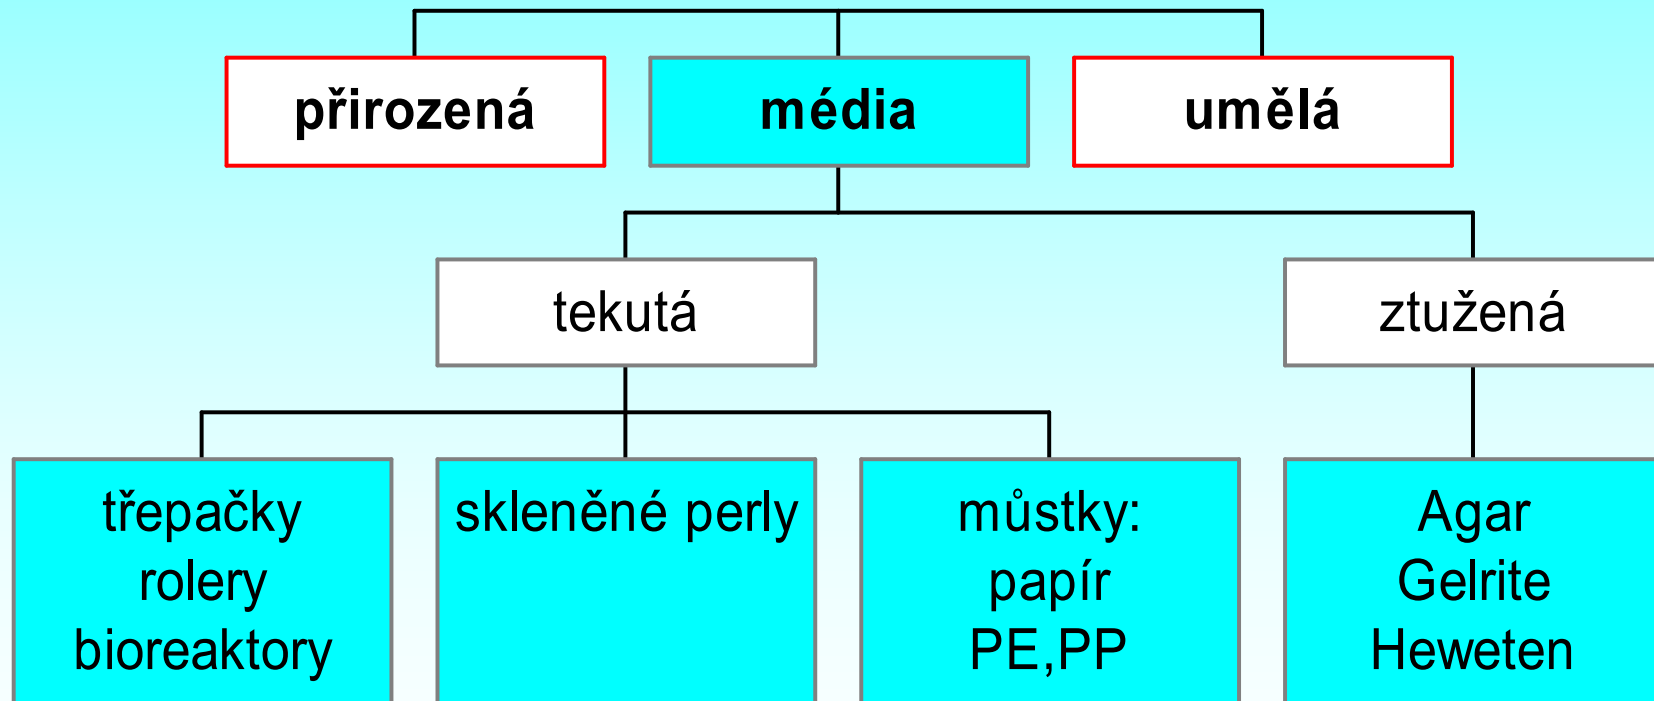 přirozená
média
umělá
tekutá
ztužená
třepačky
rolery
bioreaktory
skleněné perly
můstky:
papír
PE,PP
Agar
Gelrite
Heweten